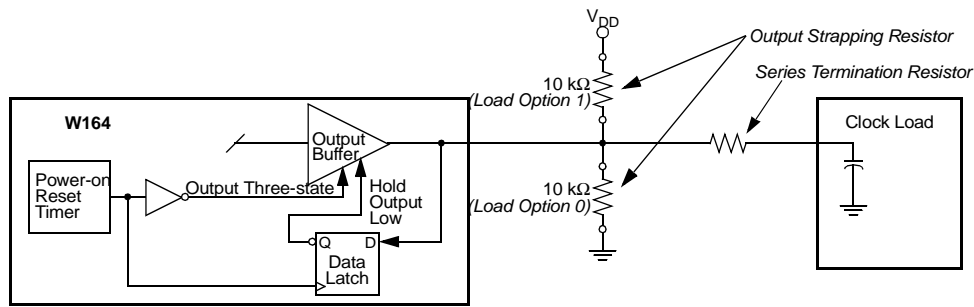 VDD
Output Strapping Resistor
Series Termination Resistor
10 kΩ
(Load Option 1)
W164
Output
Buffer
Clock Load
Power-on
Reset
Timer
Output Three-state
Hold
Output
Low
10 kΩ
(Load Option 0)
Q
D
Data
Latch